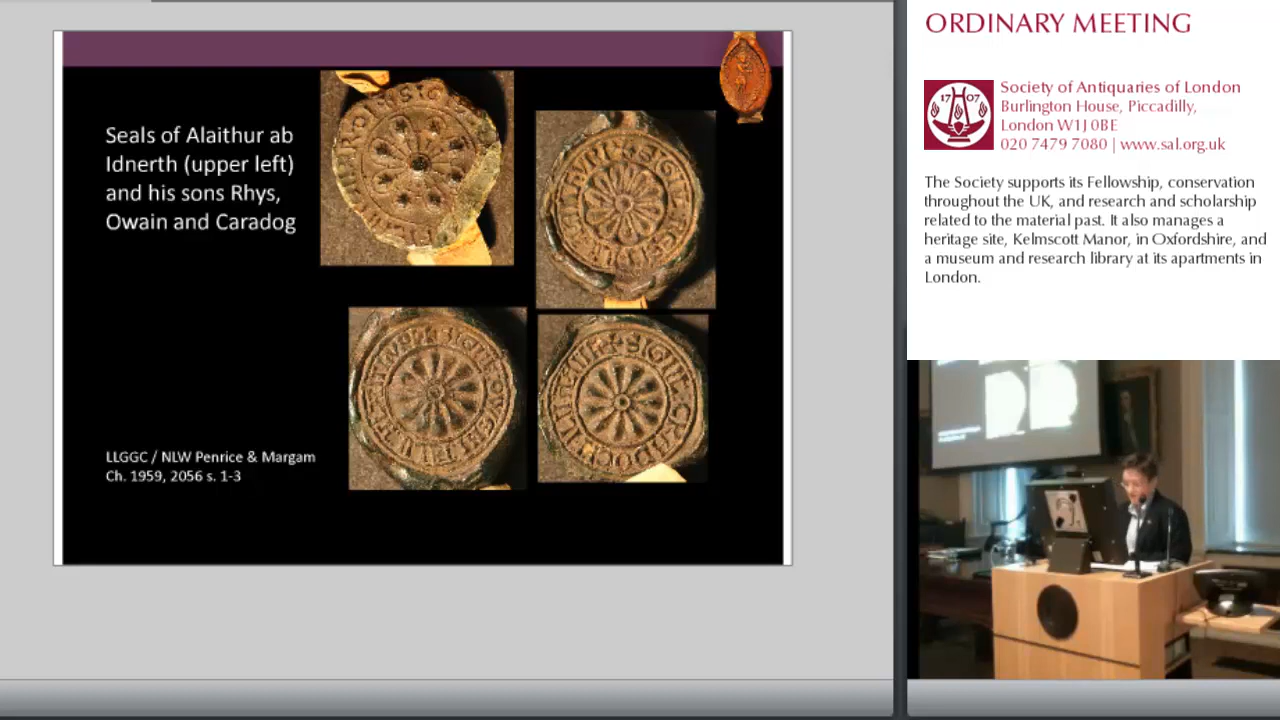 Seals of Alaithur ab
Idnerth (upper left)
and his sons Rhys,
Owain and Caradog
LLGGC / NLW Penrice & Margam
Ch. 1959, 2056 s. 1-3
ORDINARY MEETING
1707
Society of Antiquaries of London
Burlington House, Piccadilly,
London W1J 0BE
020 7479 7080 | www.sal.org.uk
The Society supports its Fellowship, conservation
throughout the UK, and research and scholarship
related to the material past. It also manages a
heritage site, Kelmscott Manor, in Oxfordshire, and
a museum and research library at its apartments in
London.